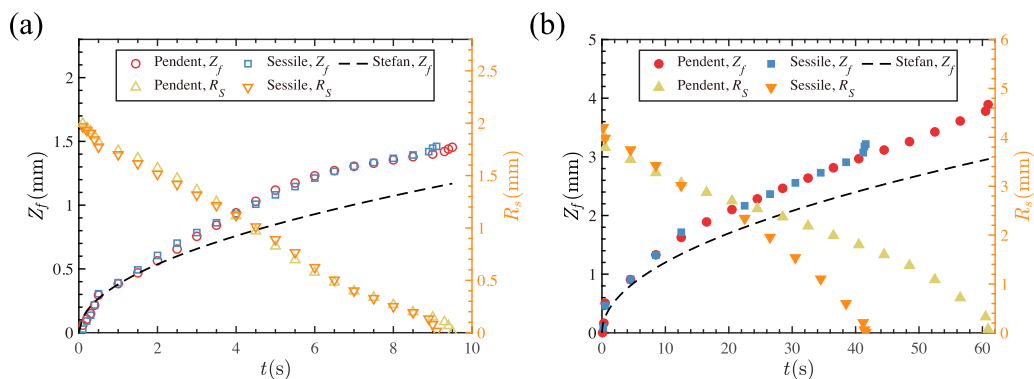 (a)
Pendent, Z_f Sessile, Z_f Stefan, Z_f
Pendent, R_S Sessile, R_S
Z_f (mm)
2
1.5
1
0.5
0
R_s (mm)
2.5
2
1.5
1
0.5
0
0 2 4 6 8 10
t(s)
(b)
Pendent, Z_f Sessile, Z_f Stefan, Z_f
Pendent, R_S Sessile, R_S
Z_f (mm)
5
4
3
2
1
0
R_s (mm)
6
5
4
3
2
1
0
0 10 20 30 40 50 60
t(s)